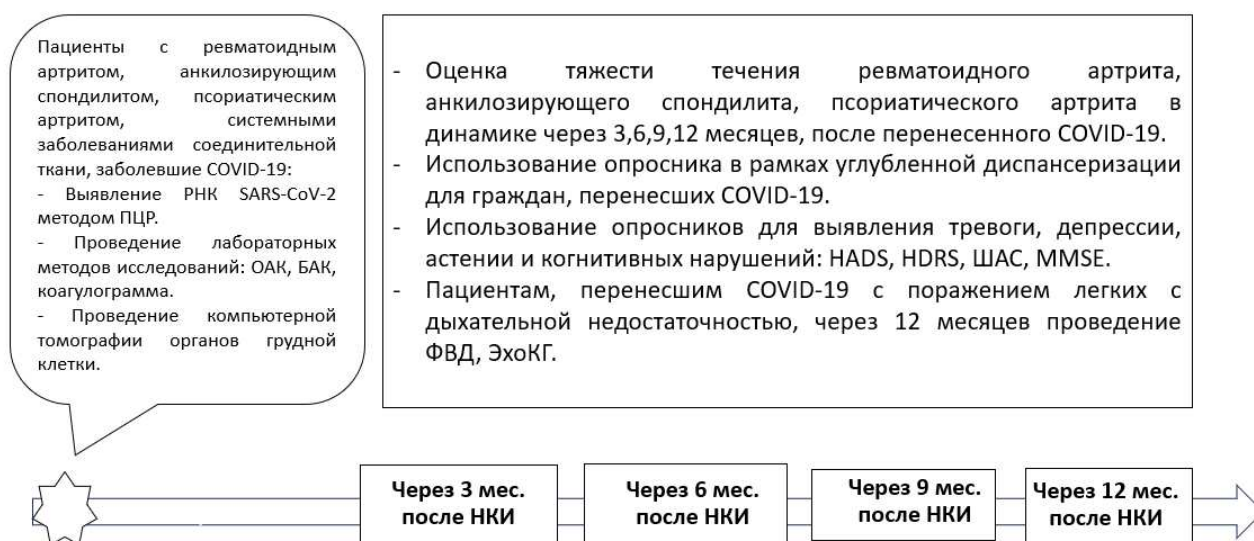 Пациенты с ревматоидным
артритом, анкилозирующим
спондилитом, псориатическим
артритом, системными
заболеваниями соединительной
ткани, заболевшие COVID-19:
- Выявление РНК SARS-CoV-2
методом ПЦР.
- Проведение лабораторных
методов исследований: ОАК, БАК,
коагулограмма.
- Проведение компьютерной
томографии органов грудной
клетки.
- Оценка тяжести течения ревматоидного артрита,
анкилозирующего спондилита, псориатического артрита в
динамике через 3,6,9,12 месяцев, после перенесенного COVID-19.
- Использование опросника в рамках углубленной диспансеризации
для граждан, перенесших COVID-19.
- Использование опросников для выявления тревоги, депрессии,
астении и когнитивных нарушений: HADS, HDRS, ШАС, MMSE.
- Пациентам, перенесшим COVID-19 с поражением легких с
дыхательной недостаточностью, через 12 месяцев проведение
ФВД, ЭхоКГ.
Через 3 мес.
после НКИ
Через 6 мес.
после НКИ
Через 9 мес.
после НКИ
Через 12 мес.
после НКИ